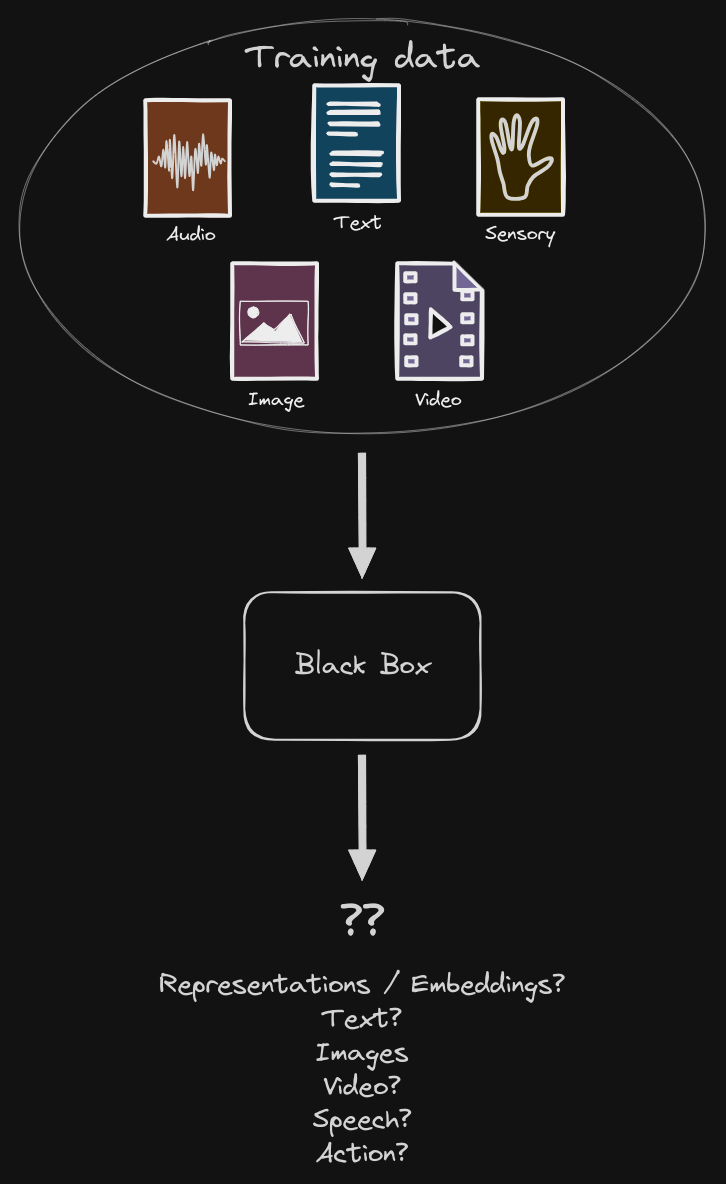 Training data
Audio
Text
Sensory
Image
Video
Black Box
??
Representations / Embeddings?
Text?
Images
Video?
Speech?
Action?